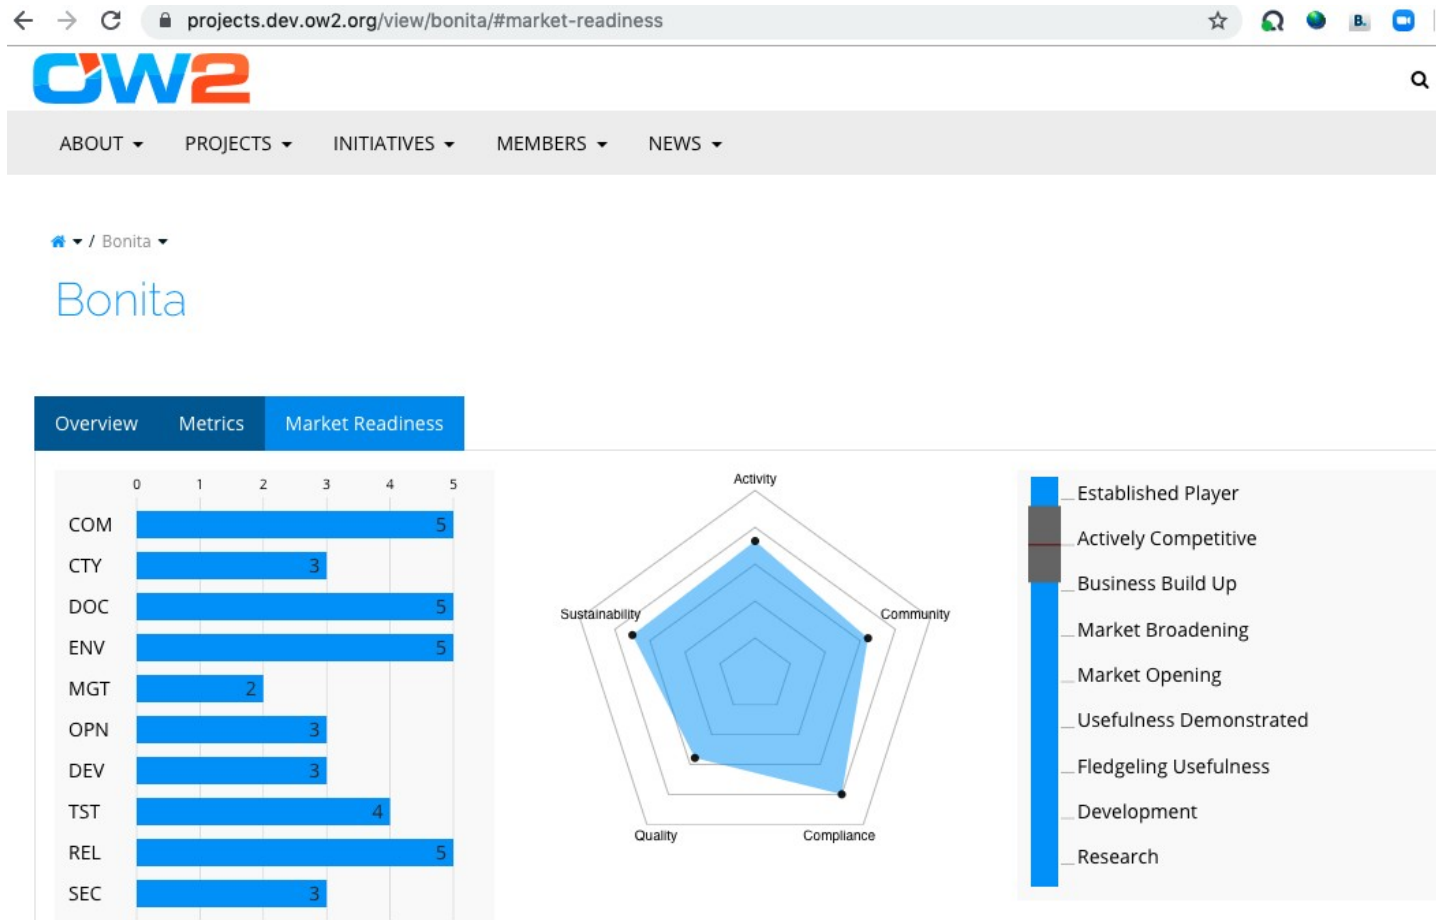 projects.dev.ow2.org/view/bonita/#market-readiness
B.
OW2
ABOUT PROJECTS INITIATIVES MEMBERS NEWS
/ Bonita
Bonita
Overview Metrics Market Readiness
0 1 2 3 4 5
COM 5
CTY 3
DOC 5
ENV 5
MGT 2
OPN 3
DEV 3
TST 4
REL 5
SEC 3
Activity
Sustainability
Community
Quality
Compliance
Established Player
Actively Competitive
Business Build Up
Market Broadening
Market Opening
Usefulness Demonstrated
Fledgeling Usefulness
Development
Research